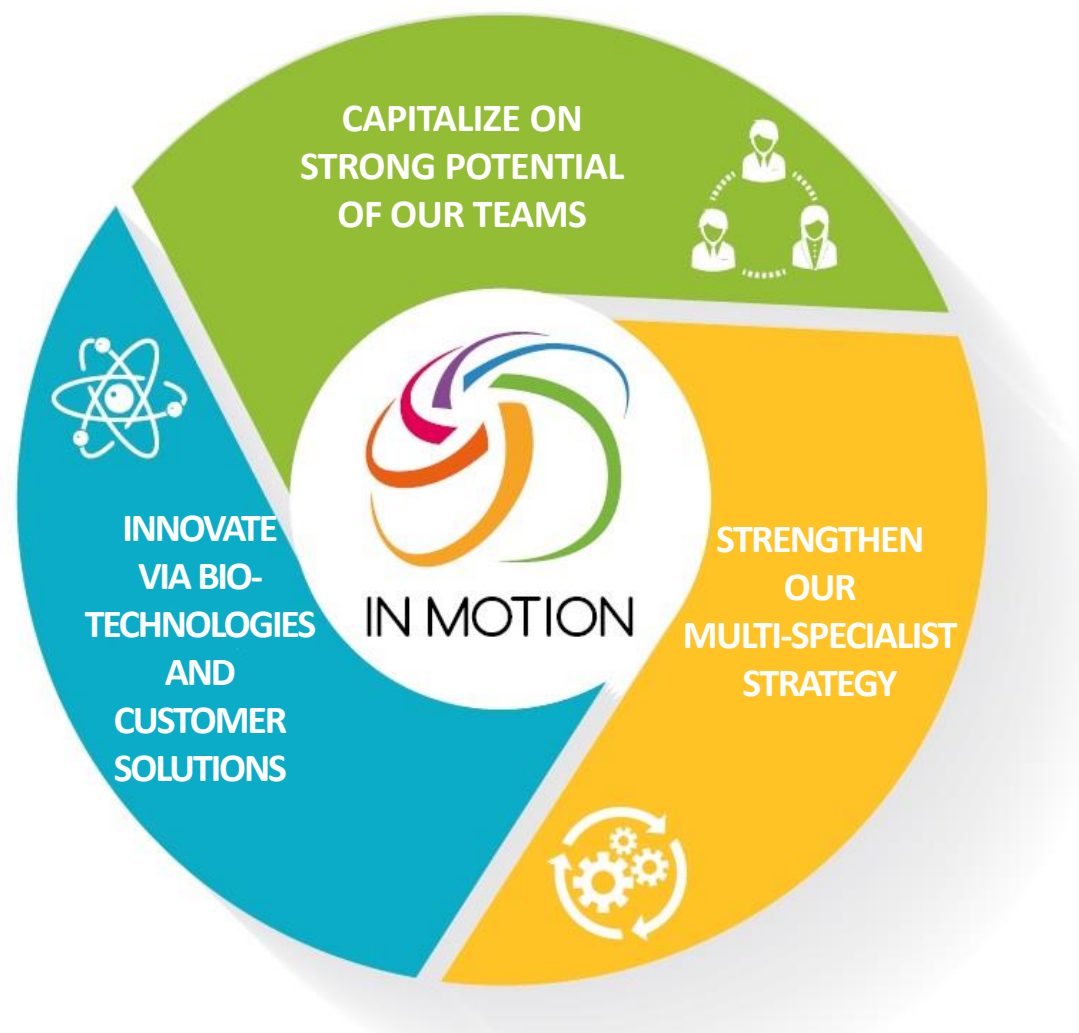 CAPITALIZE ON
STRONG POTENTIAL
OF OUR TEAMS
INNOVATE
VIA BIO-
TECHNOLOGIES
AND
CUSTOMER
SOLUTIONS
IN MOTION
STRENGTHEN
OUR
MULTI-SPECIALIST
STRATEGY